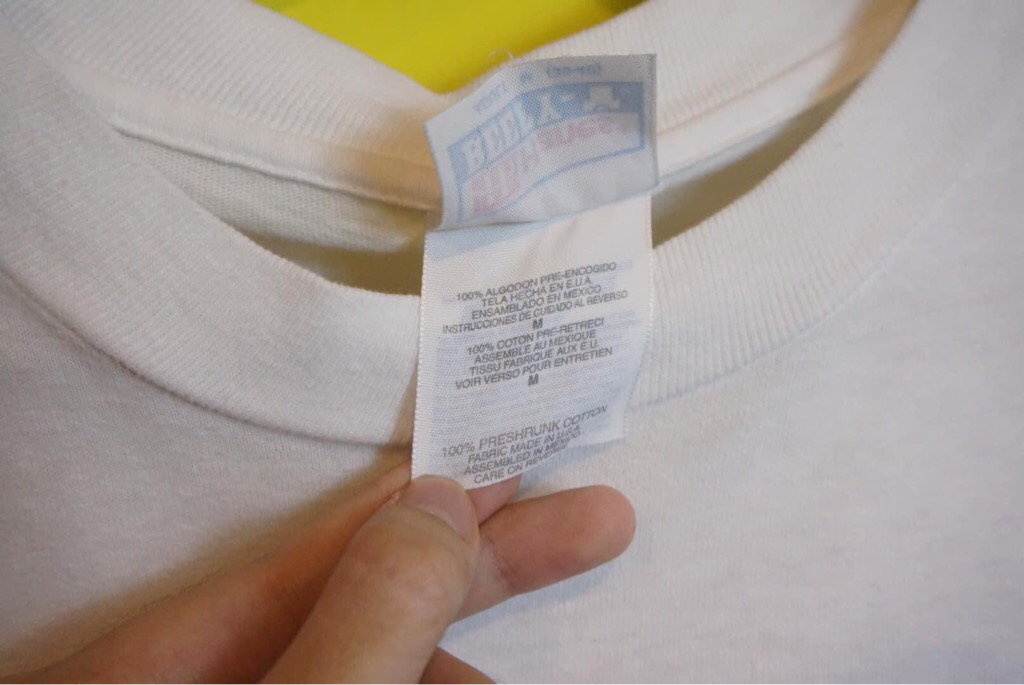 100% ALGODON PRE-ENCOGIDO
TELA HECHA EN E.U.A.
ENSAMBLADO EN MEXICO
INSTRUCCIONES DE CUIDADO AL REVERSO
M
100% COTON PRE-RETRECI
ASSEMBLE AU MEXIQUE
TISSU FABRIQUE AUX E.U.
VOIR VERSO POUR ENTRETIEN
M
100% PRESHRUNK COTTON
FABRIC MADE IN U.S.A
ASSEMBLED IN MEXICO
CARE ON REVERSE